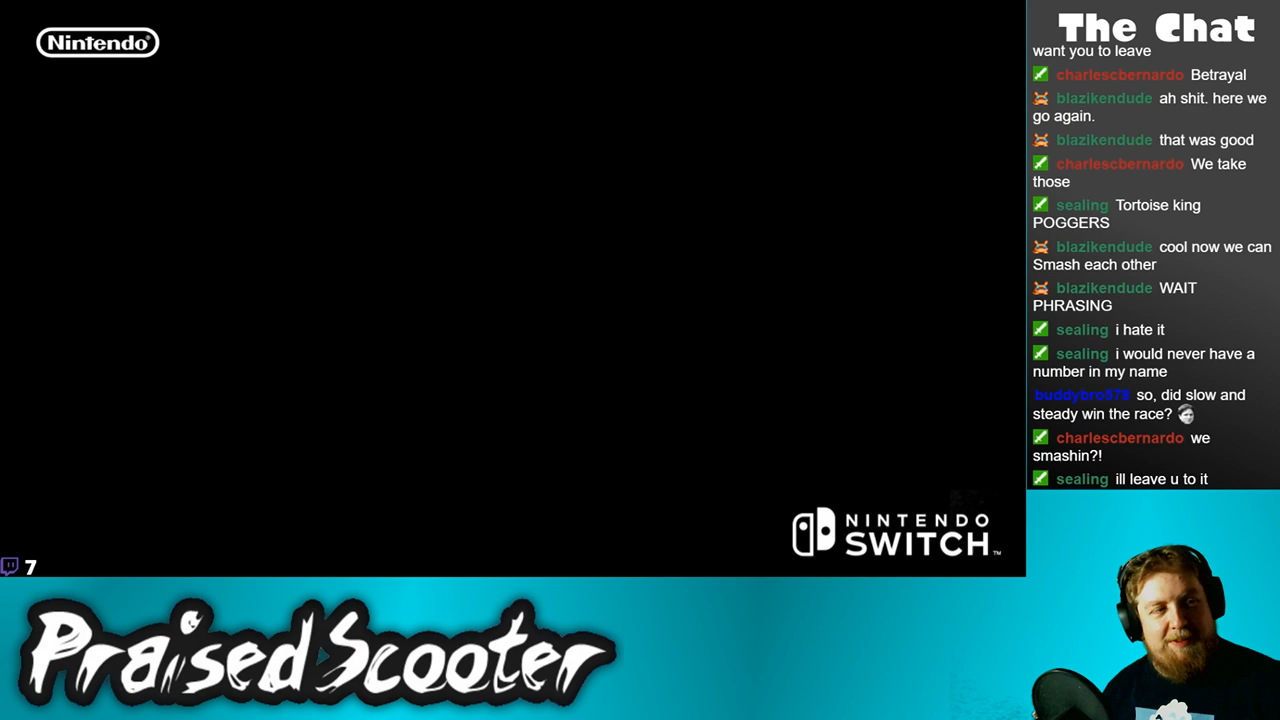 Nintendo®
The Chat
want you to leave
charlescbernardo Betrayal
blazikendude ah shit. here we
go again.
blazikendude that was good
charlescbernardo We take
those
sealing Tortoise king
POGGERS
blazikendude cool now we can
Smash each other
blazikendude WAIT
PHRASING
sealing i hate it
sealing i would never have a
number in my name
buddybro578 so, did slow and
steady win the race?
charlescbernardo we
smashin?!
sealing ill leave u to it
NINTENDO
SWITCH™
7
PraisedScooter